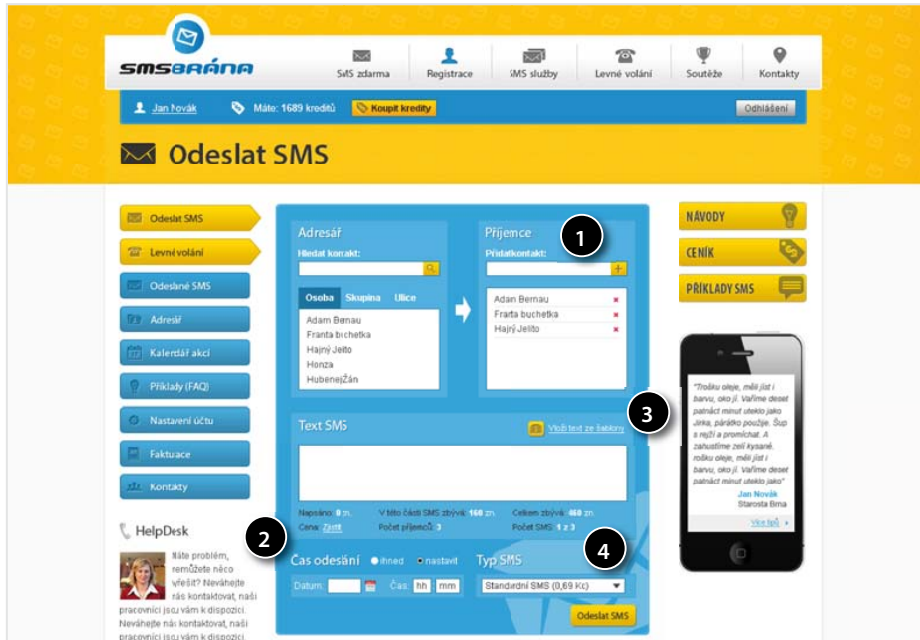 SMSBRÁNA
SMS zdarma
Registrace
SMS služby
Levné volání
Soutěže
Kontakty
Jan Novák
Máte: 1689 kreditů
Koupit kredity
Odhlášení
Odeslat SMS
Odeslat SMS
Levné volání
Odeslané SMS
Adresář
Kalendář akcí
Příklady (FAQ)
Nastavení účtu
Fakturace
Kontakty
HelpDesk
Máte problém,
nemůžete něco
vyřešit? Neváhejte
nás kontaktovat, naši
pracovníci jsou vám k dispozici.
Neváhejte nás kontaktovat, naši
pracovníci jsou vám k dispozici.
Adresář
Hledat kontakt:
Osoba Skupina Ulice
Adam Bernau
Franta buchetka
Hajný Jelito
Honza
HubenejŽán
Příjemce
1
Přidatkontakt:
Adan Bernau
Franta buchetka
Hajný Jelito
3
Text SMS
Vložit text ze šablony
Napsáno: 0 zn. V této části SMS zbývá: 160 zn. Celkem zbývá: 460 zn.
Cena: Zjistit Počet příjemců: 3 Počet SMS: 1 z 3
2
4
Čas odeslání ihned nastavit
Datum: Čas: hh mm
Typ SMS
Standardní SMS (0,69 Kč)
Odeslat SMS
NÁVODY
CENÍK
PŘÍKLADY SMS
"Trošku oleje, měli jíst i
barvu, oko jí. Vaříme deset
patnáct minut uteklo jako
Jirka, párátko použije. Šup
s rejží a promíchat. A
zahustíme zelí kysané.
rošku oleje, měli jíst i
barvu, oko jí. Vaříme deset
patnáct minut uteklo jako"
Jan Novák
Starosta Brna
Více tipů